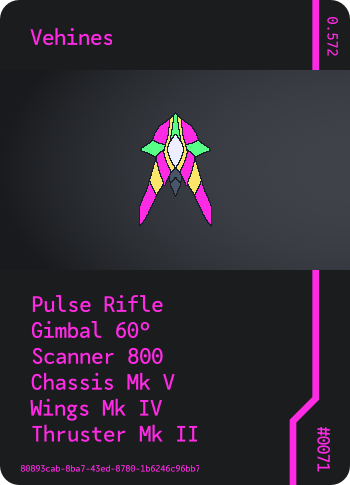 Vehines
0.572
Pulse Rifle
Gimbal 60°
Scanner 800
Chassis Mk V
Wings Mk IV
Thruster Mk II
#0071
80893cab-8ba7-43ed-8780-1b6246c96bb7